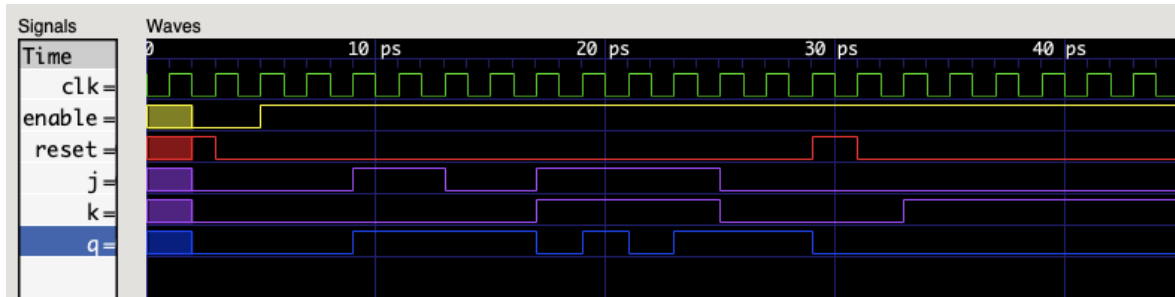 Signals Waves
Time 0 10 ps 20 ps 30 ps 40 ps
clk=
enable=
reset=
j=
k=
q=